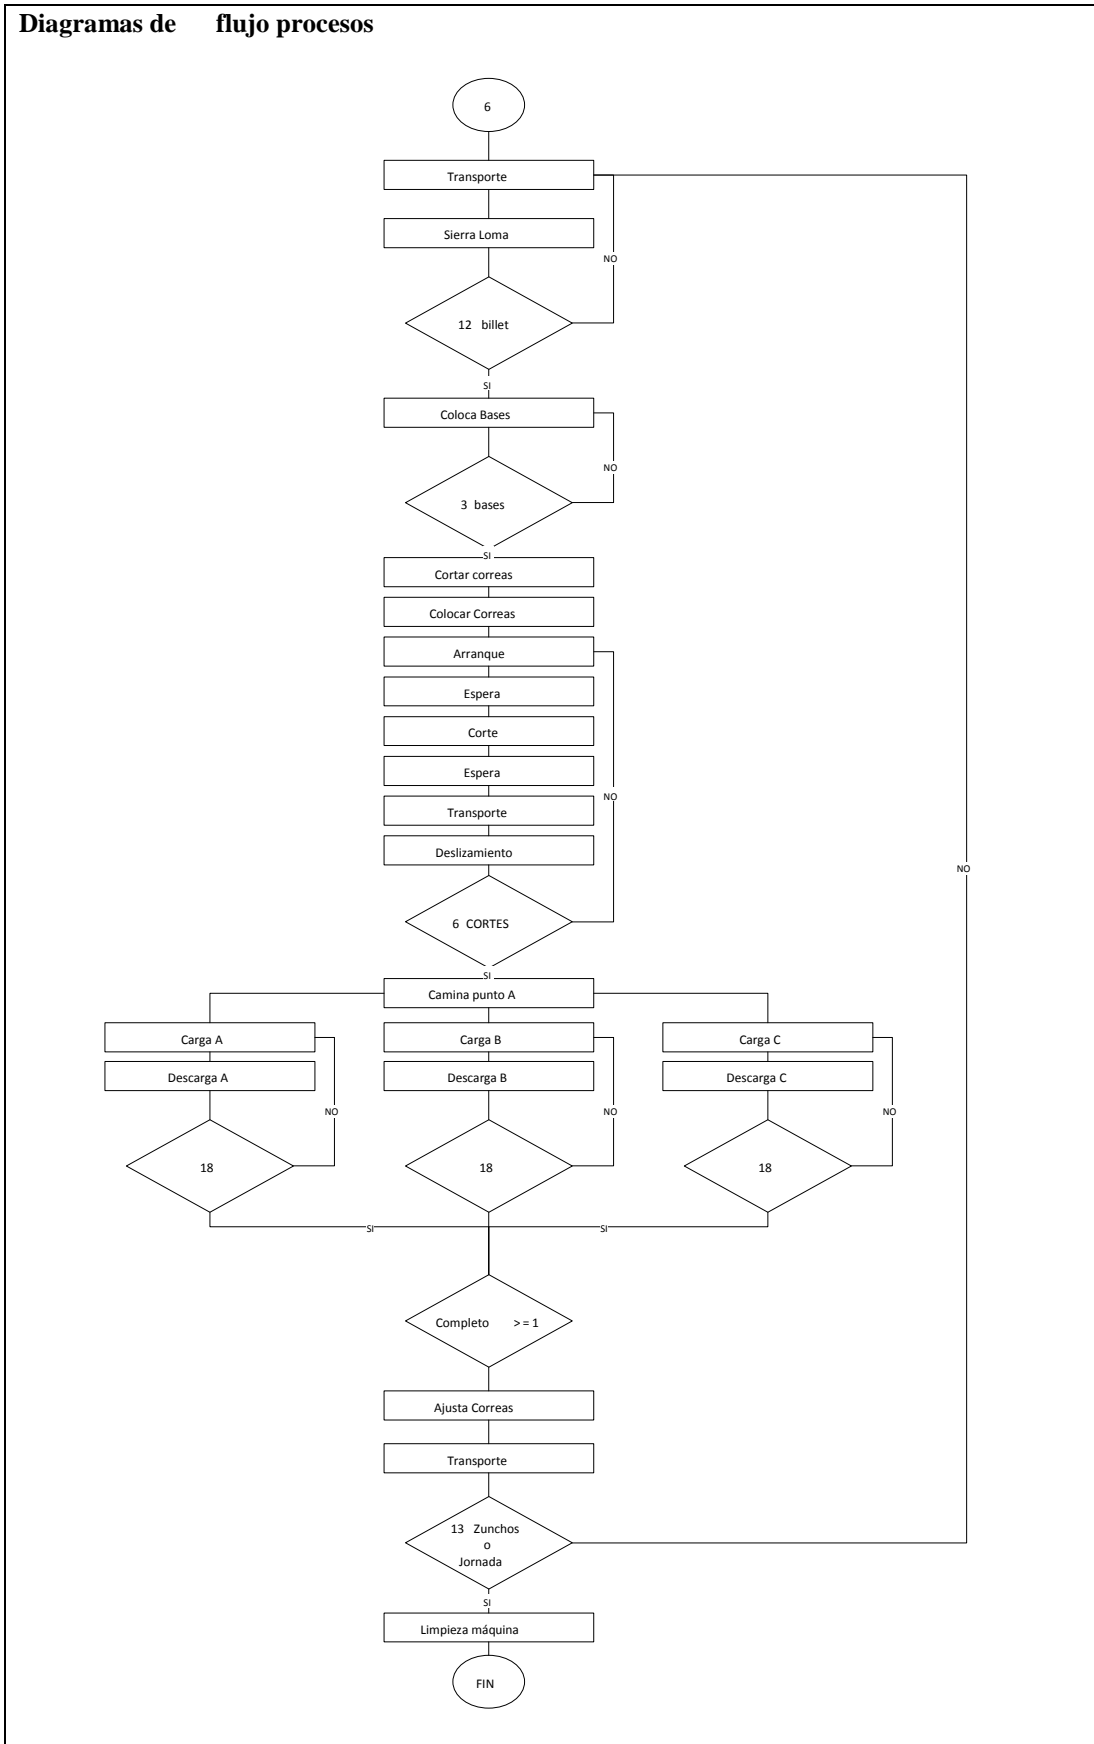 Diagramas de flujo procesos
6
Transporte
Sierra Loma
NO
12 billet
SI
Coloca Bases
NO
3 bases
SI
Cortar correas
Colocar Correas
Arranque
Espera
Corte
Espera
NO
Transporte
Deslizamiento
NO
6 CORTES
SI
Camina punto A
Carga A
Carga B
Carga C
Descarga A
Descarga B
Descarga C
NO
NO
NO
18
18
18
SI
SI
Completo >= 1
Ajusta Correas
Transporte
13 Zunchos
o
Jornada
SI
Limpieza máquina
FIN